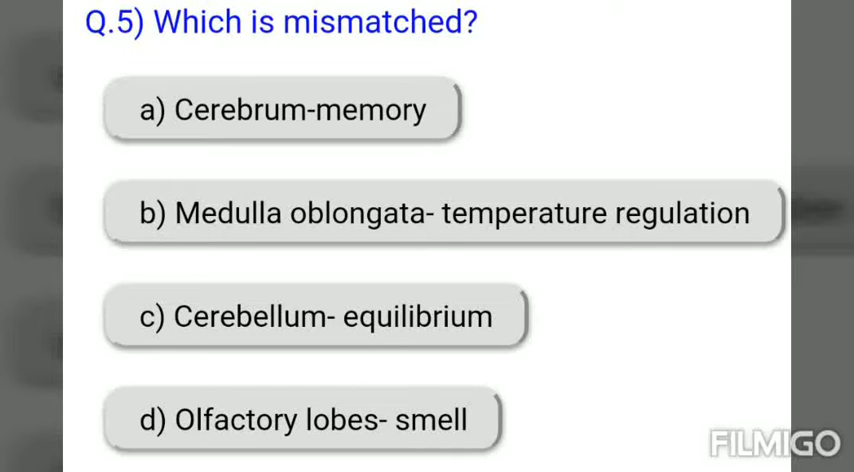 Q.5) Which is mismatched?
a) Cerebrum-memory
b) Medulla oblongata- temperature regulation
c) Cerebellum- equilibrium
d) Olfactory lobes- smell
FILMIGO